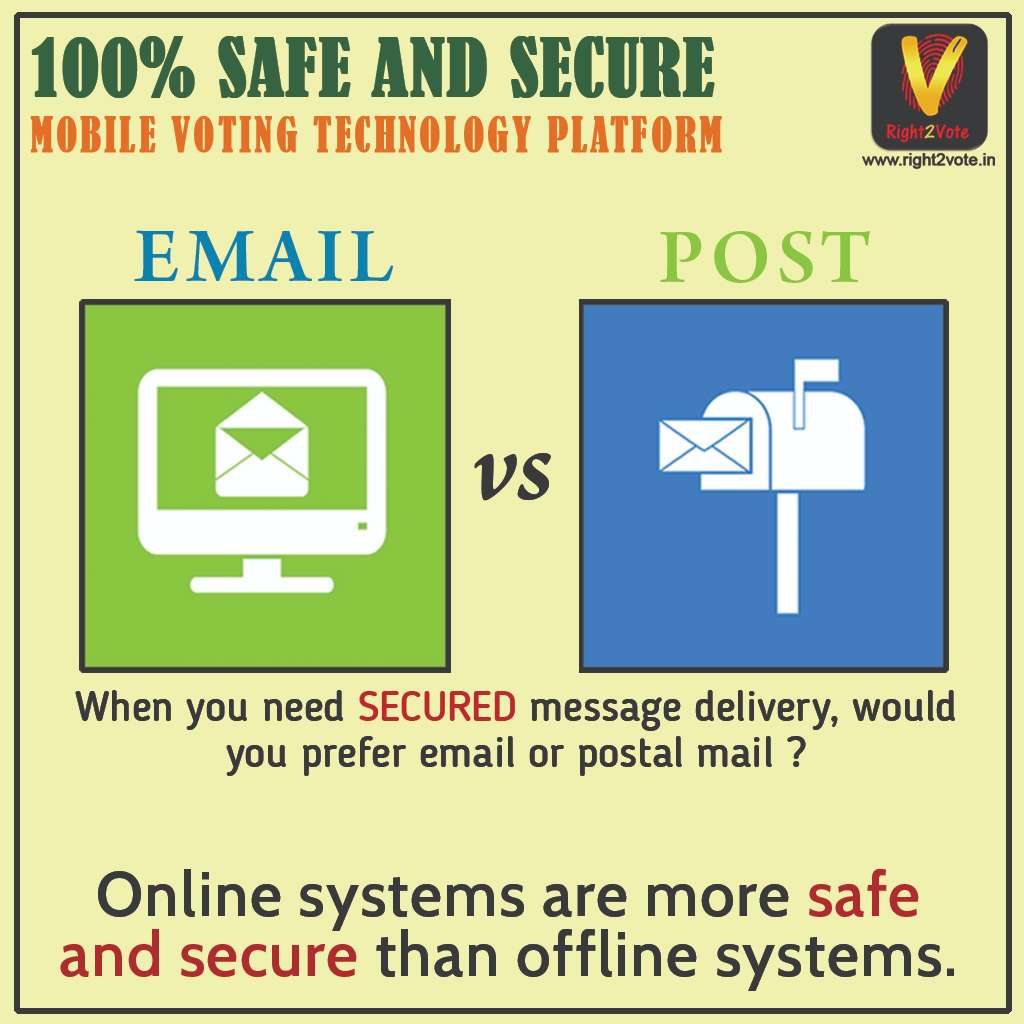 100% SAFE AND SECURE
MOBILE VOTING TECHNOLOGY PLATFORM
V
Right2Vote
www.right2vote.in
EMAIL
POST
vs
When you need SECURED message delivery, would
you prefer email or postal mail ?
Online systems are more safe
and secure than offline systems.